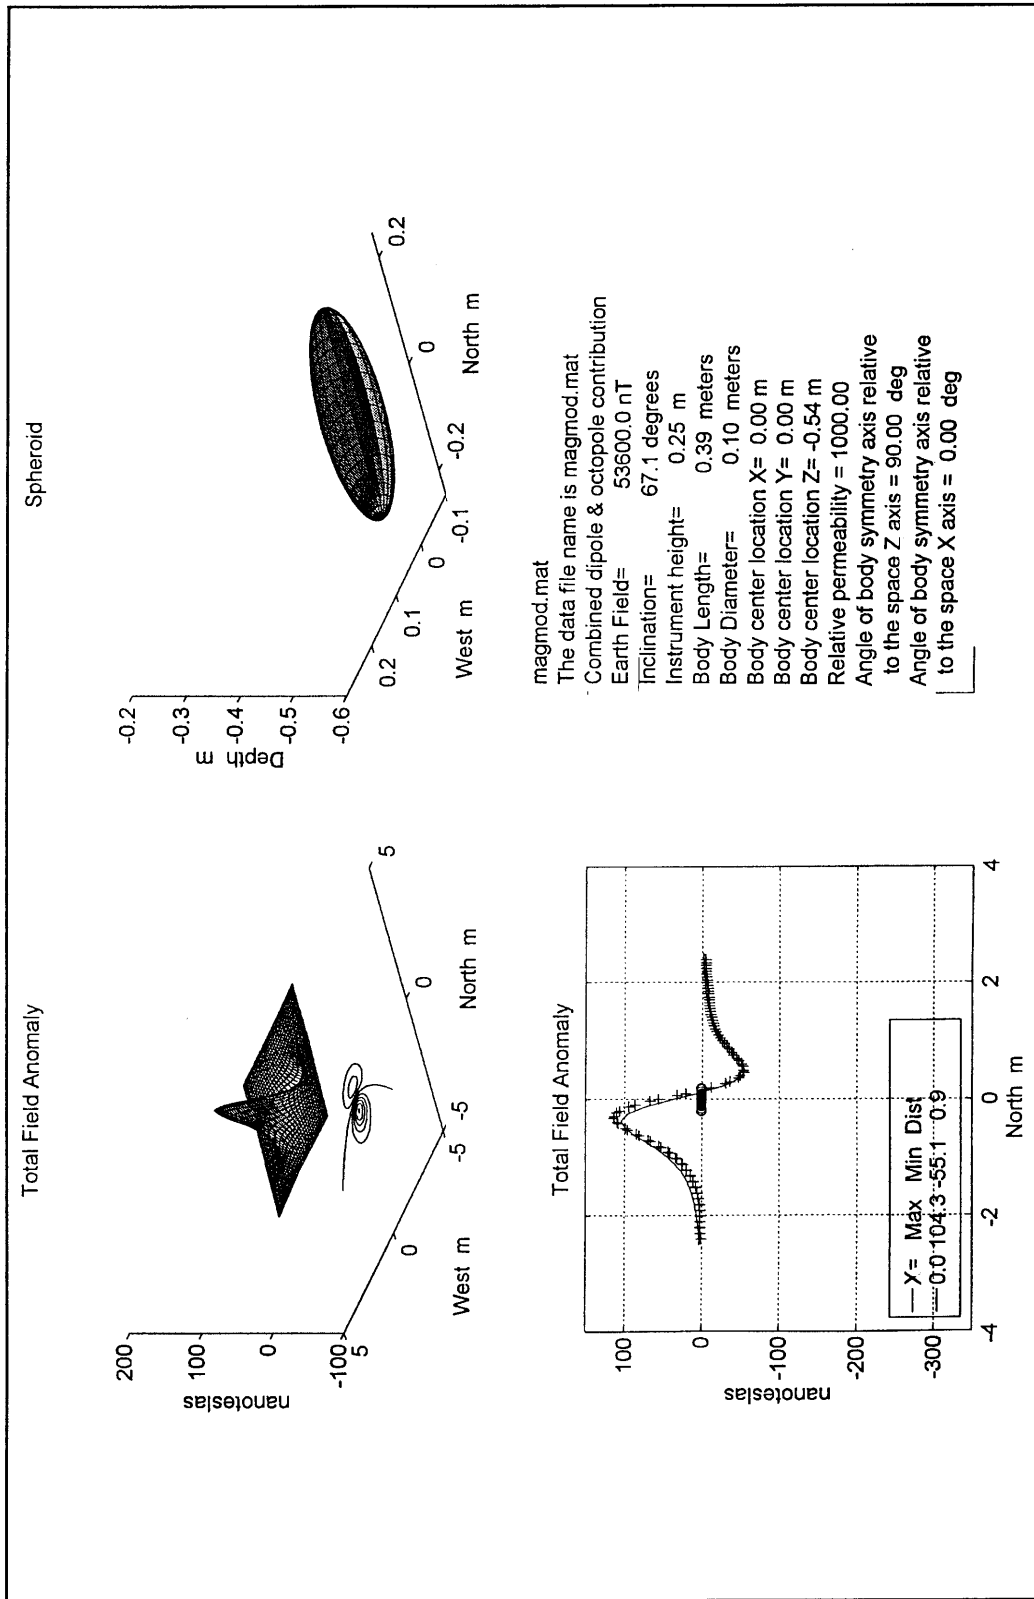 Total Field Anomaly
200
100
0
-100
nanoteslas
5
0
-5
West m
-5
0
5
North m
Spheroid
-0.2
-0.3
-0.4
-0.5
-0.6
Depth m
0.2
0.1
0
-0.1
West m
-0.2
0
0.2
North m
Total Field Anomaly
100
0
-100
-200
-300
nanoteslas
-4
-2
0
2
4
North m
X= Max Min Dist
0.0 104.3 -55.1 0.9
magmod.mat
The data file name is magmod.mat
Combined dipole & octopole contribution
Earth Field= 53600.0 nT
Inclination= 67.1 degrees
Instrument height= 0.25 m
Body Length= 0.39 meters
Body Diameter= 0.10 meters
Body center location X= 0.00 m
Body center location Y= 0.00 m
Body center location Z= -0.54 m
Relative permeability = 1000.00
Angle of body symmetry axis relative
to the space Z axis = 90.00 deg
Angle of body symmetry axis relative
to the space X axis = 0.00 deg